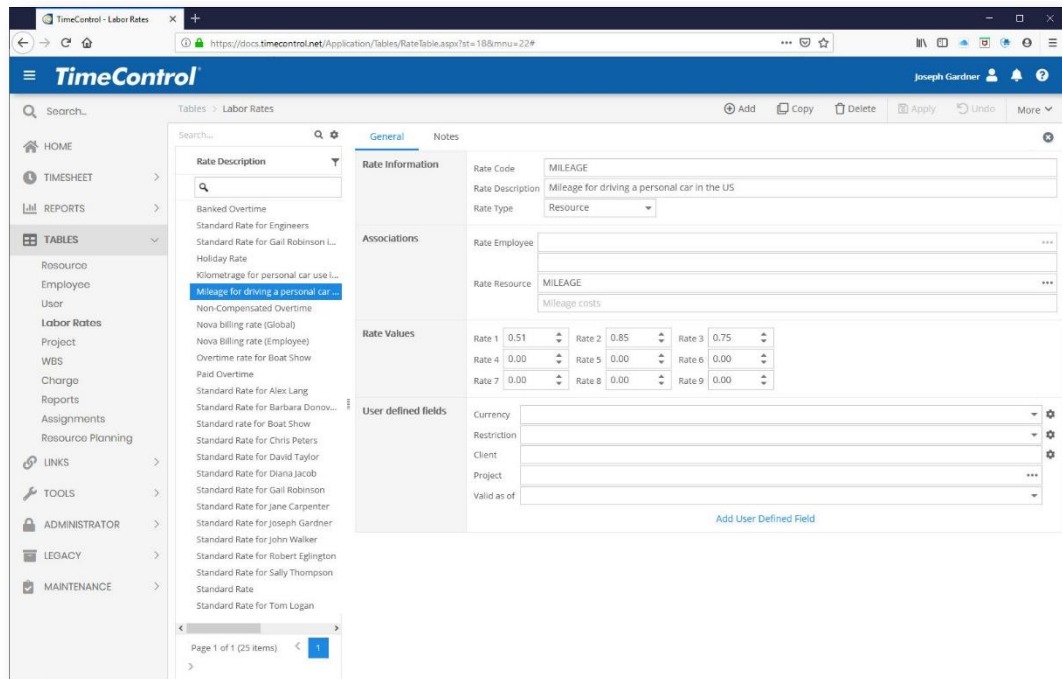 TimeControl - Labor Rates
https://docs.timecontrol.net/Application/Tables/RateTable.aspx?st=18&mnu=22#
TimeControl
Joseph Gardner
Search...
Tables > Labor Rates
Add Copy Delete Apply Undo More
HOME
TIMESHEET
REPORTS
TABLES
Resource
Employee
User
Labor Rates
Project
WBS
Charge
Reports
Assignments
Resource Planning
LINKS
TOOLS
ADMINISTRATOR
LEGACY
MAINTENANCE
Search...
Rate Description
Banked Overtime
Standard Rate for Engineers
Standard Rate for Gail Robinson i...
Holiday Rate
Kilometrage for personal car use i...
Mileage for driving a personal car ...
Non-Compensated Overtime
Nova billing rate (Global)
Nova Billing rate (Employee)
Overtime rate for Boat Show
Paid Overtime
Standard Rate for Alex Lang
Standard Rate for Barbara Donov...
Standard rate for Boat Show
Standard Rate for Chris Peters
Standard Rate for David Taylor
Standard Rate for Diana Jacob
Standard Rate for Gail Robinson
Standard Rate for Jane Carpenter
Standard Rate for Joseph Gardner
Standard Rate for John Walker
Standard Rate for Robert Eglington
Standard Rate for Sally Thompson
Standard Rate
Standard Rate for Tom Logan
Page 1 of 1 (25 items) < 1
>
General Notes
Rate Information
Rate Code MILEAGE
Rate Description Mileage for driving a personal car in the US
Rate Type Resource
Associations
Rate Employee
Rate Resource MILEAGE
Mileage costs
Rate Values
Rate 1 0.51 Rate 2 0.85 Rate 3 0.75
Rate 4 0.00 Rate 5 0.00 Rate 6 0.00
Rate 7 0.00 Rate 8 0.00 Rate 9 0.00
User defined fields
Currency
Restriction
Client
Project
Valid as of
Add User Defined Field